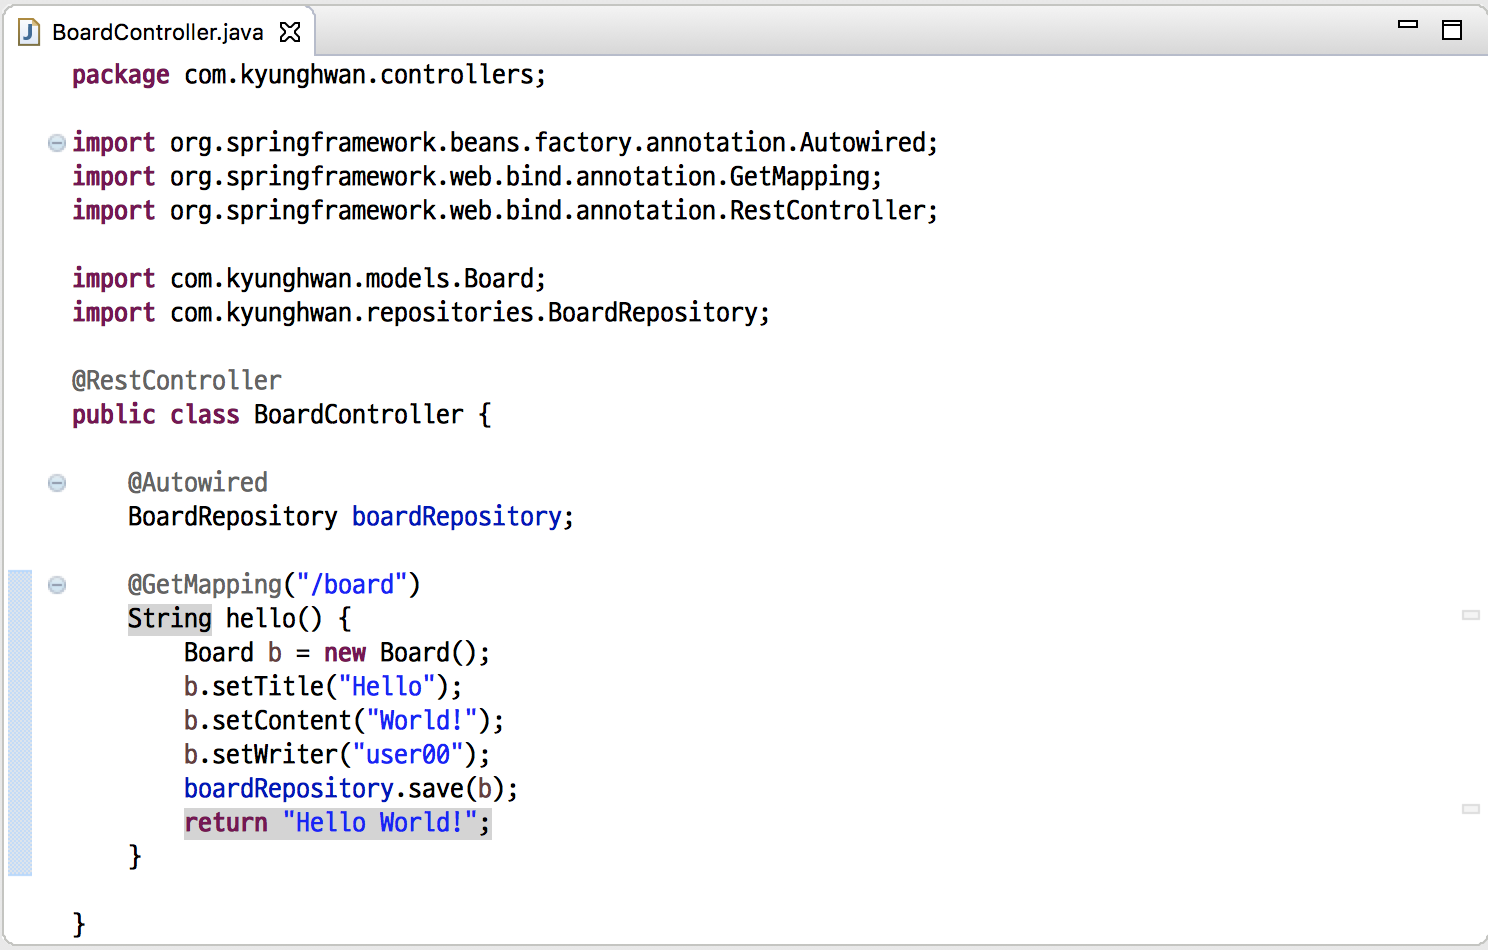 BoardController.java
package com.kyunghwan.controllers;
import org.springframework.beans.factory.annotation.Autowired;
import org.springframework.web.bind.annotation.GetMapping;
import org.springframework.web.bind.annotation.RestController;
import com.kyunghwan.models.Board;
import com.kyunghwan.repositories.BoardRepository;
@RestController
public class BoardController {
@Autowired
BoardRepository boardRepository;
@GetMapping("/board")
String hello() {
Board b = new Board();
b.setTitle("Hello");
b.setContent("World!");
b.setWriter("user00");
boardRepository.save(b);
return "Hello World!";
}
}